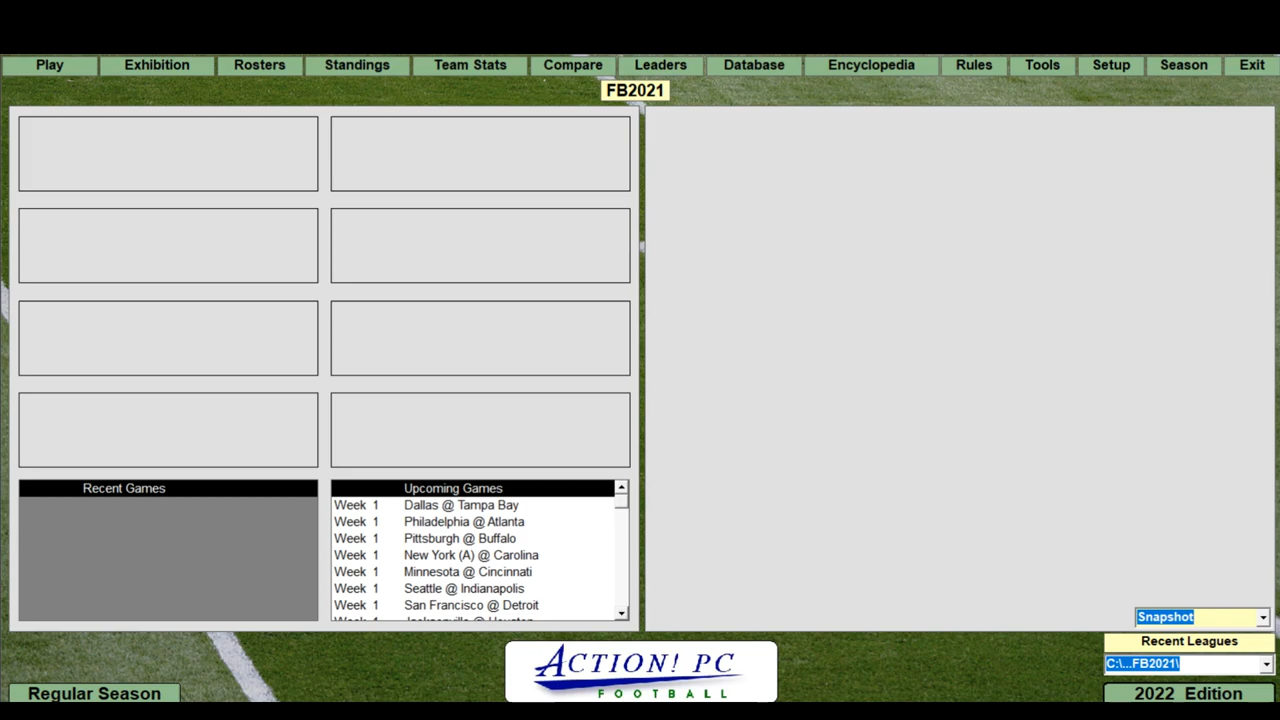 Play Exhibition Rosters Standings Team Stats Compare Leaders Database Encyclopedia Rules Tools Setup Season Exit
FB2021
Recent Games
Upcoming Games
Week 1 Dallas @ Tampa Bay
Week 1 Philadelphia @ Atlanta
Week 1 Pittsburgh @ Buffalo
Week 1 New York (A) @ Carolina
Week 1 Minnesota @ Cincinnati
Week 1 Seattle @ Indianapolis
Week 1 San Francisco @ Detroit
Snapshot
Recent Leagues
C:\...FB2021\
Regular Season
ACTION! PC
FOOTBALL
2022 Edition